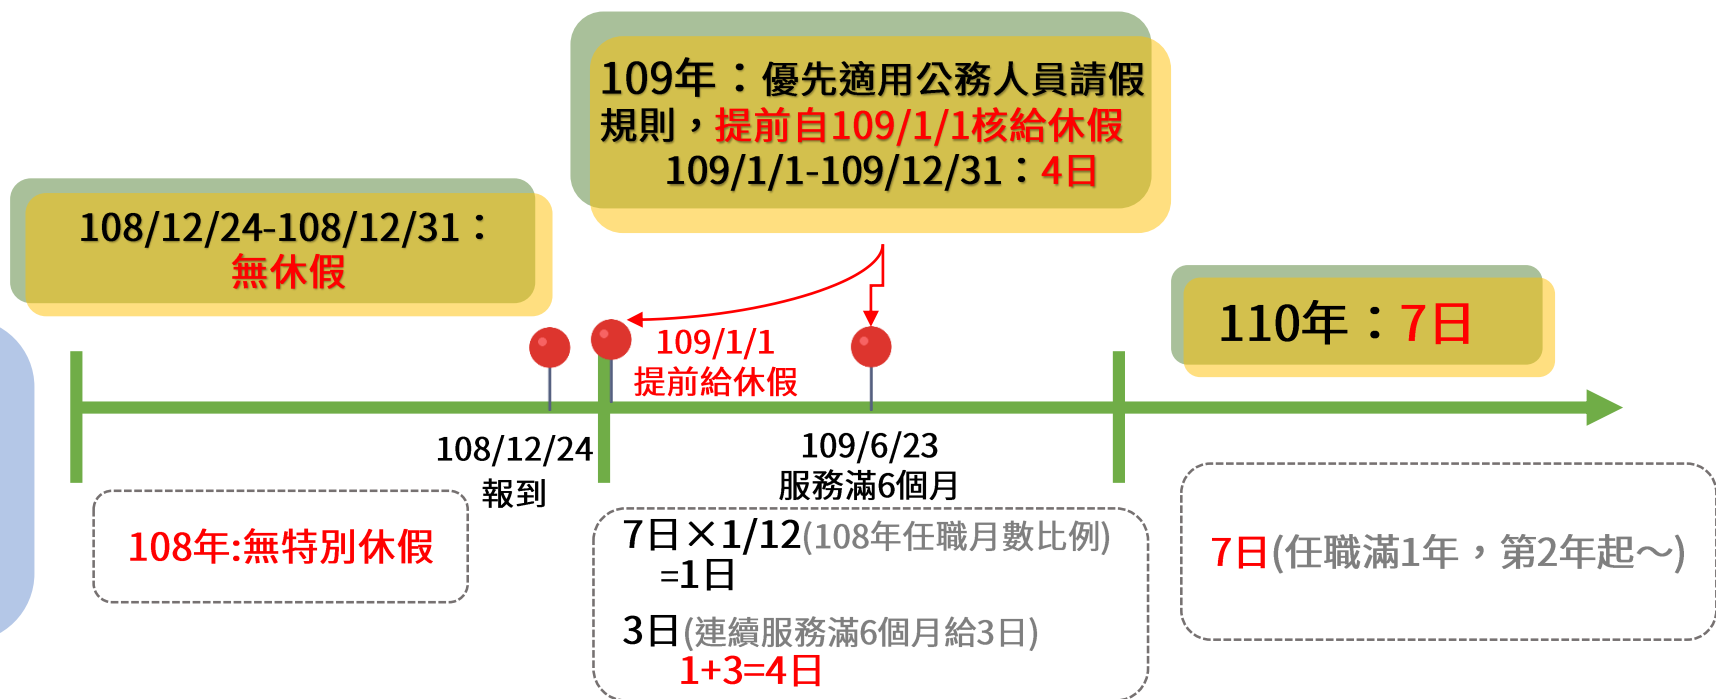 109年：優先適用公務人員請假
規則，提前自109/1/1核給休假
109/1/1-109/12/31：4日
108/12/24-108/12/31：
無休假
110年：7日
109/1/1
提前給休假
108/12/24
報到
109/6/23
服務滿6個月
108年:無特別休假
7日×1/12(108年任職月數比例)
=1日
3日(連續服務滿6個月給3日)
1+3=4日
7日(任職滿1年，第2年起～)